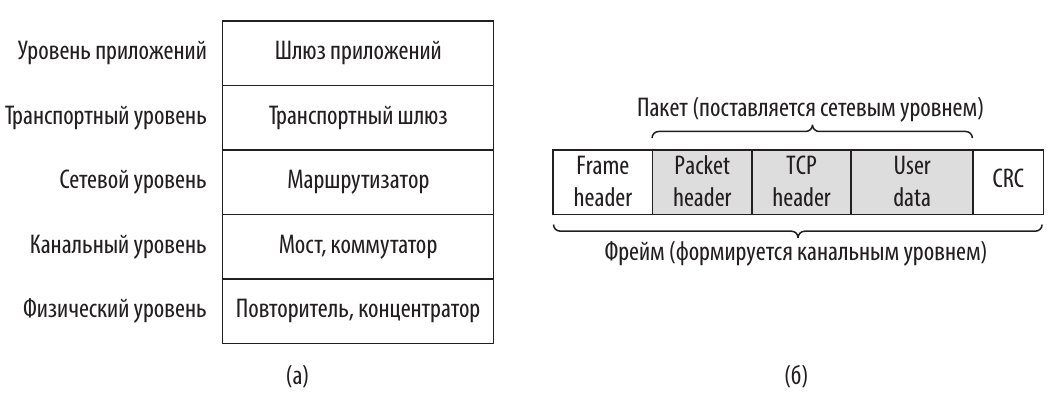 Уровень приложений Шлюз приложений
Транспортный уровень Транспортный шлюз
Сетевой уровень Маршрутизатор
Канальный уровень Мост, коммутатор
Физический уровень Повторитель, концентратор
(а)
Пакет (поставляется сетевым уровнем)
Frame header
Packet header
TCP header
User data
CRC
Фрейм (формируется канальным уровнем)
(б)